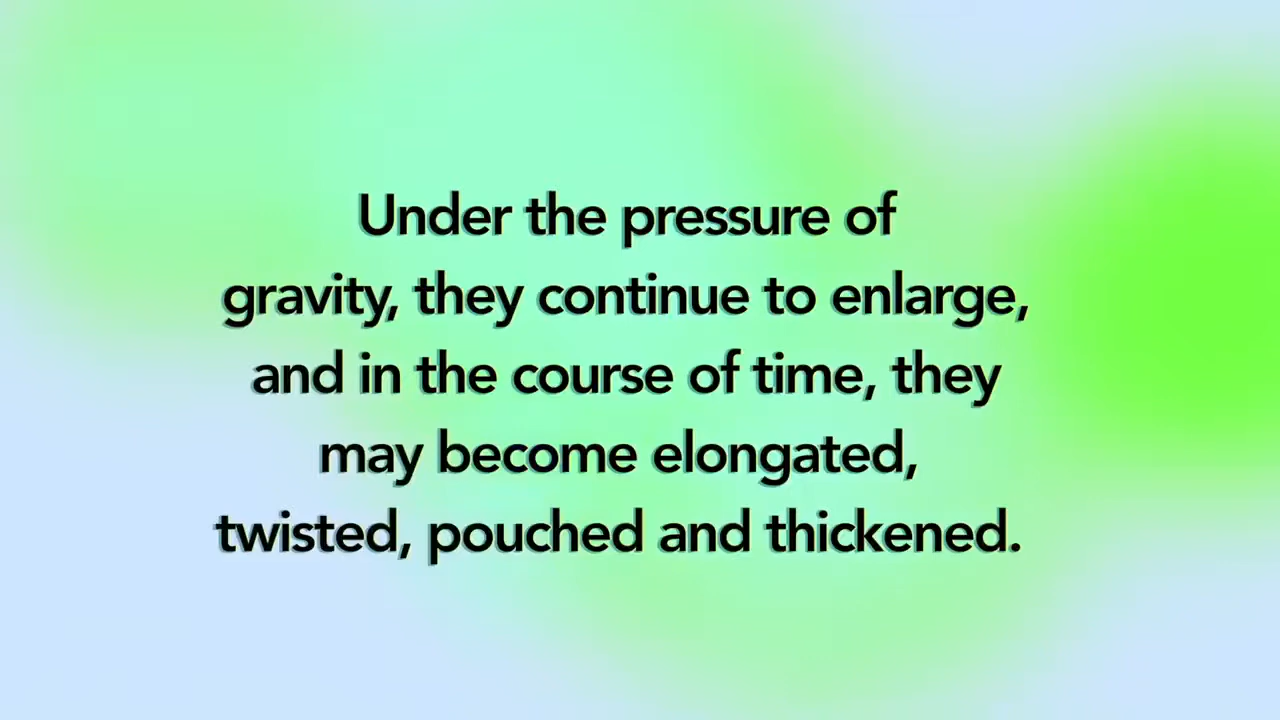 Under the pressure of
gravity, they continue to enlarge,
and in the course of time, they
may become elongated,
twisted, pouched and thickened.